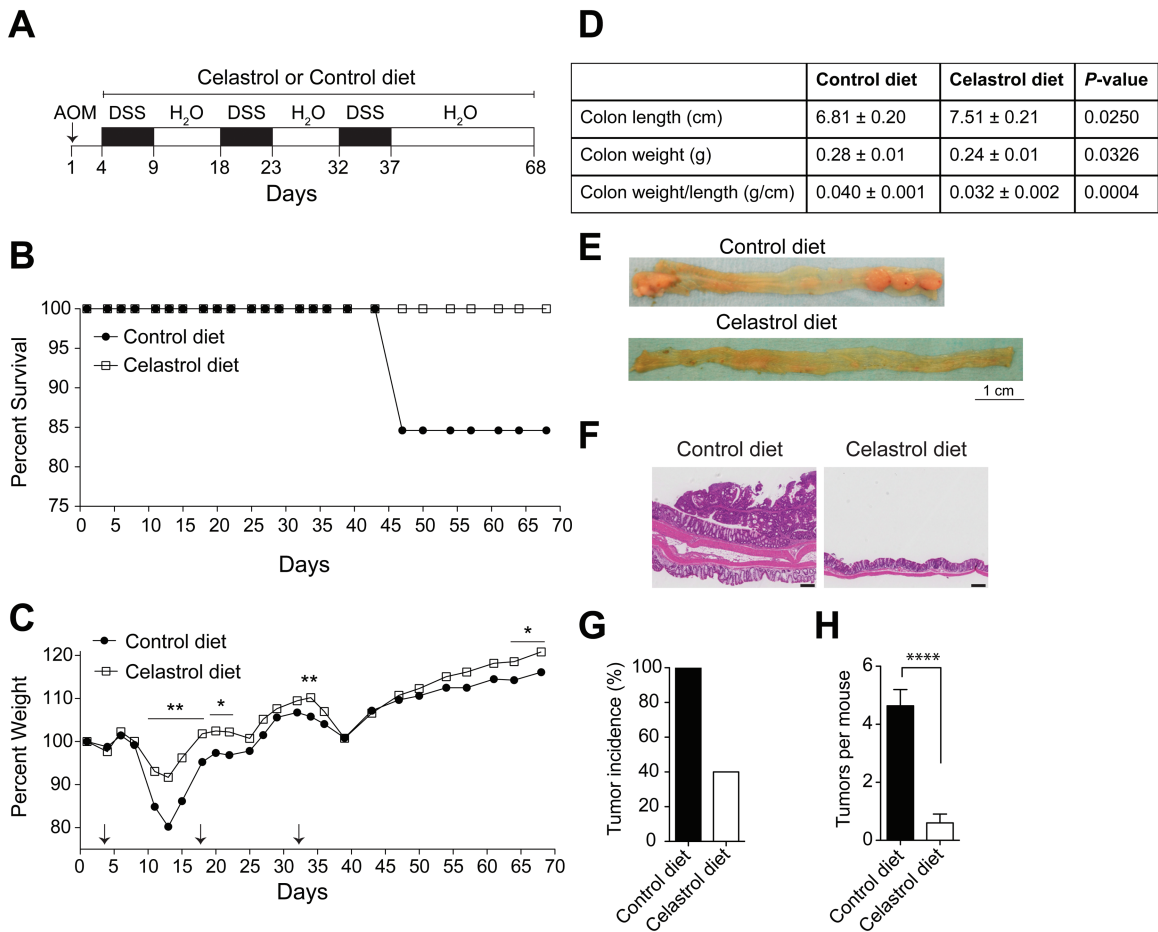 A
Celastrol or Control diet
AOM DSS H2O DSS H2O DSS H2O
1 4 9 18 23 32 37 68
Days
B
100
95
90
85
80
75
Percent Survival
Control diet
Celastrol diet
0 5 10 15 20 25 30 35 40 45 50 55 60 65 70
Days
C
Control diet
Celastrol diet
120
110
100
90
80
Percent Weight
** * ** *
0 5 10 15 20 25 30 35 40 45 50 55 60 65 70
Days
D
Control diet Celastrol diet P-value
Colon length (cm) 6.81 ± 0.20 7.51 ± 0.21 0.0250
Colon weight (g) 0.28 ± 0.01 0.24 ± 0.01 0.0326
Colon weight/length (g/cm) 0.040 ± 0.001 0.032 ± 0.002 0.0004
E
Control diet
Celastrol diet
1 cm
F
Control diet Celastrol diet
G
Tumor incidence (%)
100
80
60
40
20
0
Control diet
Celastrol diet
H
Tumors per mouse
****
6
4
2
0
Control diet
Celastrol diet